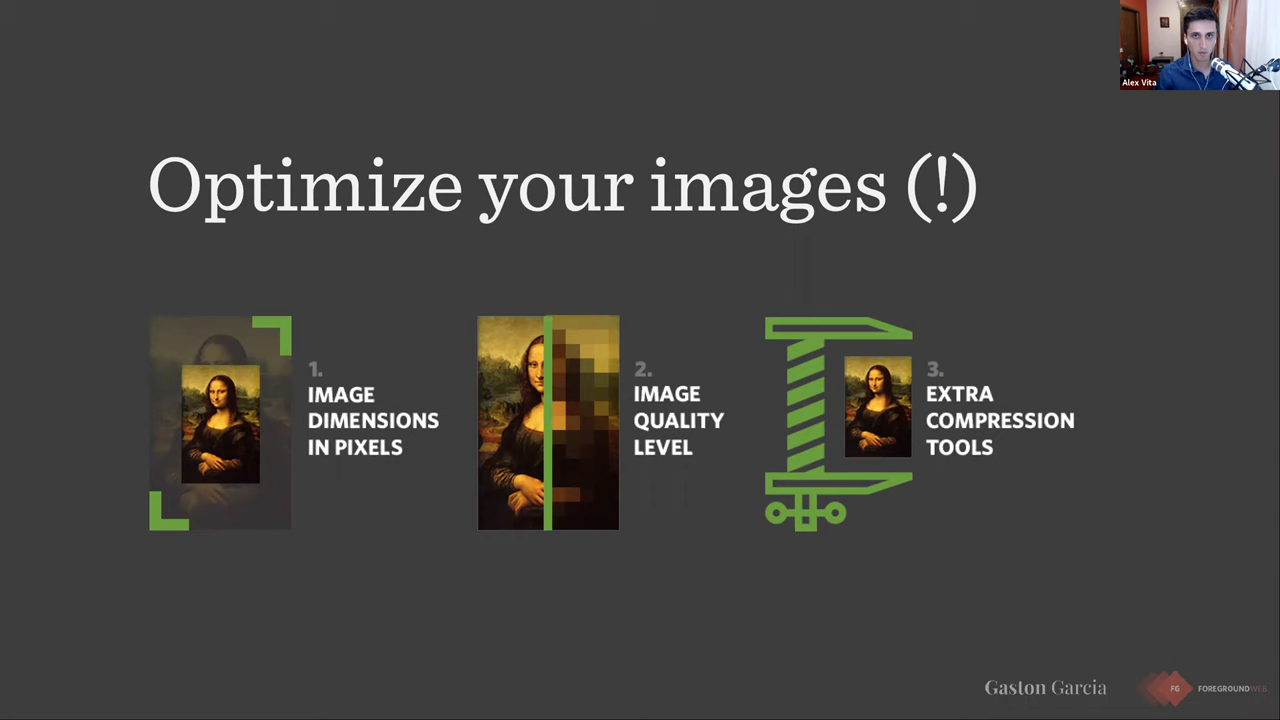 Alex Vita
Optimize your images (!)
1.
IMAGE
DIMENSIONS
IN PIXELS
2.
IMAGE
QUALITY
LEVEL
3.
EXTRA
COMPRESSION
TOOLS
Gaston Garcia
FG
FOREGROUNDWEB